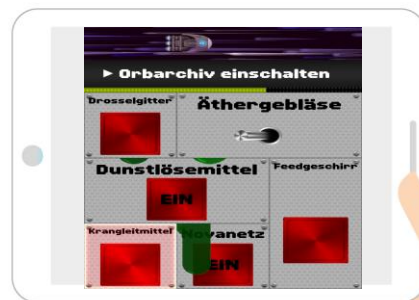 ► Orbarchiv einschalten
Drosselgitter
Äthergebläse
Dunstlösemittel
EIN
Feedgeschirr
Krangleitmittel
Novanetz
EIN